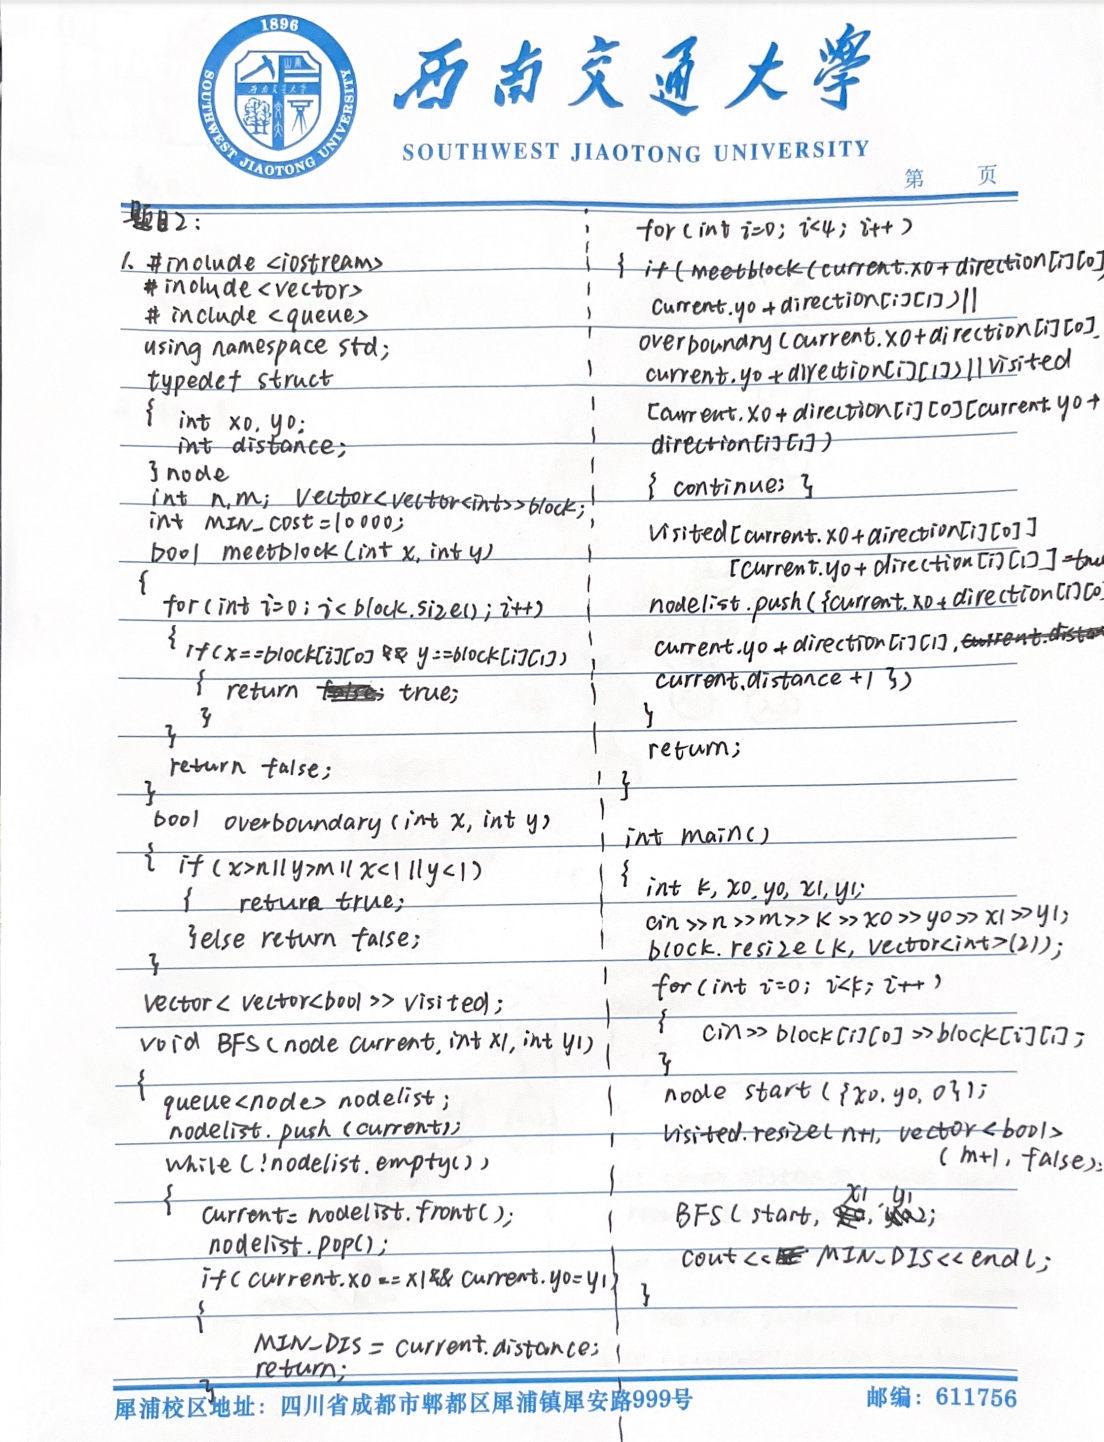 1896
SOUTHWEST JIAOTONG UNIVERSITY
西南交通大学
SOUTHWEST JIAOTONG UNIVERSITY
第 页
题目2:
1. #include <iostream>
#include <vector>
# include <queue>
using namespace std;
typedef struct
{ int x0, y0;
int distance;
}node
int n,m; vector<vector<int>>block;
int MIN_COST=10000;
bool meetblock(int x, int y)
{
for(int i=0; i<block.size(); i++)
{ if(x==block[i][0] && y==block[i][1])
{ return true;
}
}
return false;
}
bool overboundary(int x, int y)
{ if(x>n||y>m||x<1||y<1)
{ return true;
}else return false;
}
vector< vector<bool>> visited;
void BFS(node current, int x1, int y1)
{
queue<node> nodelist;
nodelist.push(current);
while(!nodelist.empty())
{
current= nodelist.front();
nodelist.pop();
if(current.x0 == x1&& current.y0=y1)
{
MIN_DIS = current.distance;
return;
}
for(int i=0; i<4; i++)
{ if(meetblock(current.x0+direction[i][0]
current.y0+direction[i][1])||
overboundry(current.x0+direction[i][0],
current.y0+direction[i][1])||visited
[current.x0+direction[i][0][current.y0+
direction[i][1])
{ continue; }
visited[current.x0+direction[i][0]]
[current.y0+direction[i][1]]=tru
nodelist.push({current.x0+direction[i][0
current.y0+direction[i][1],
current.distance+1 })
}
return;
}
int main()
{ int k, x0, y0, x1, y1;
cin>>n>>m>>k>>x0>>y0>>x1>>y1;
block.resize(k, vector<int>(2));
for(int i=0; i<k; i++)
{ cin>> block[i][0]>>block[i][1];
}
node start({x0, y0, 0});
visited.resize(n+1, vector<bool>
(m+1, false);
BFS(start, x1, y1);
cout<< MIN_DIS<<endl;
}
犀浦校区地址：四川省成都市郫都区犀浦镇犀安路999号 邮编：611756